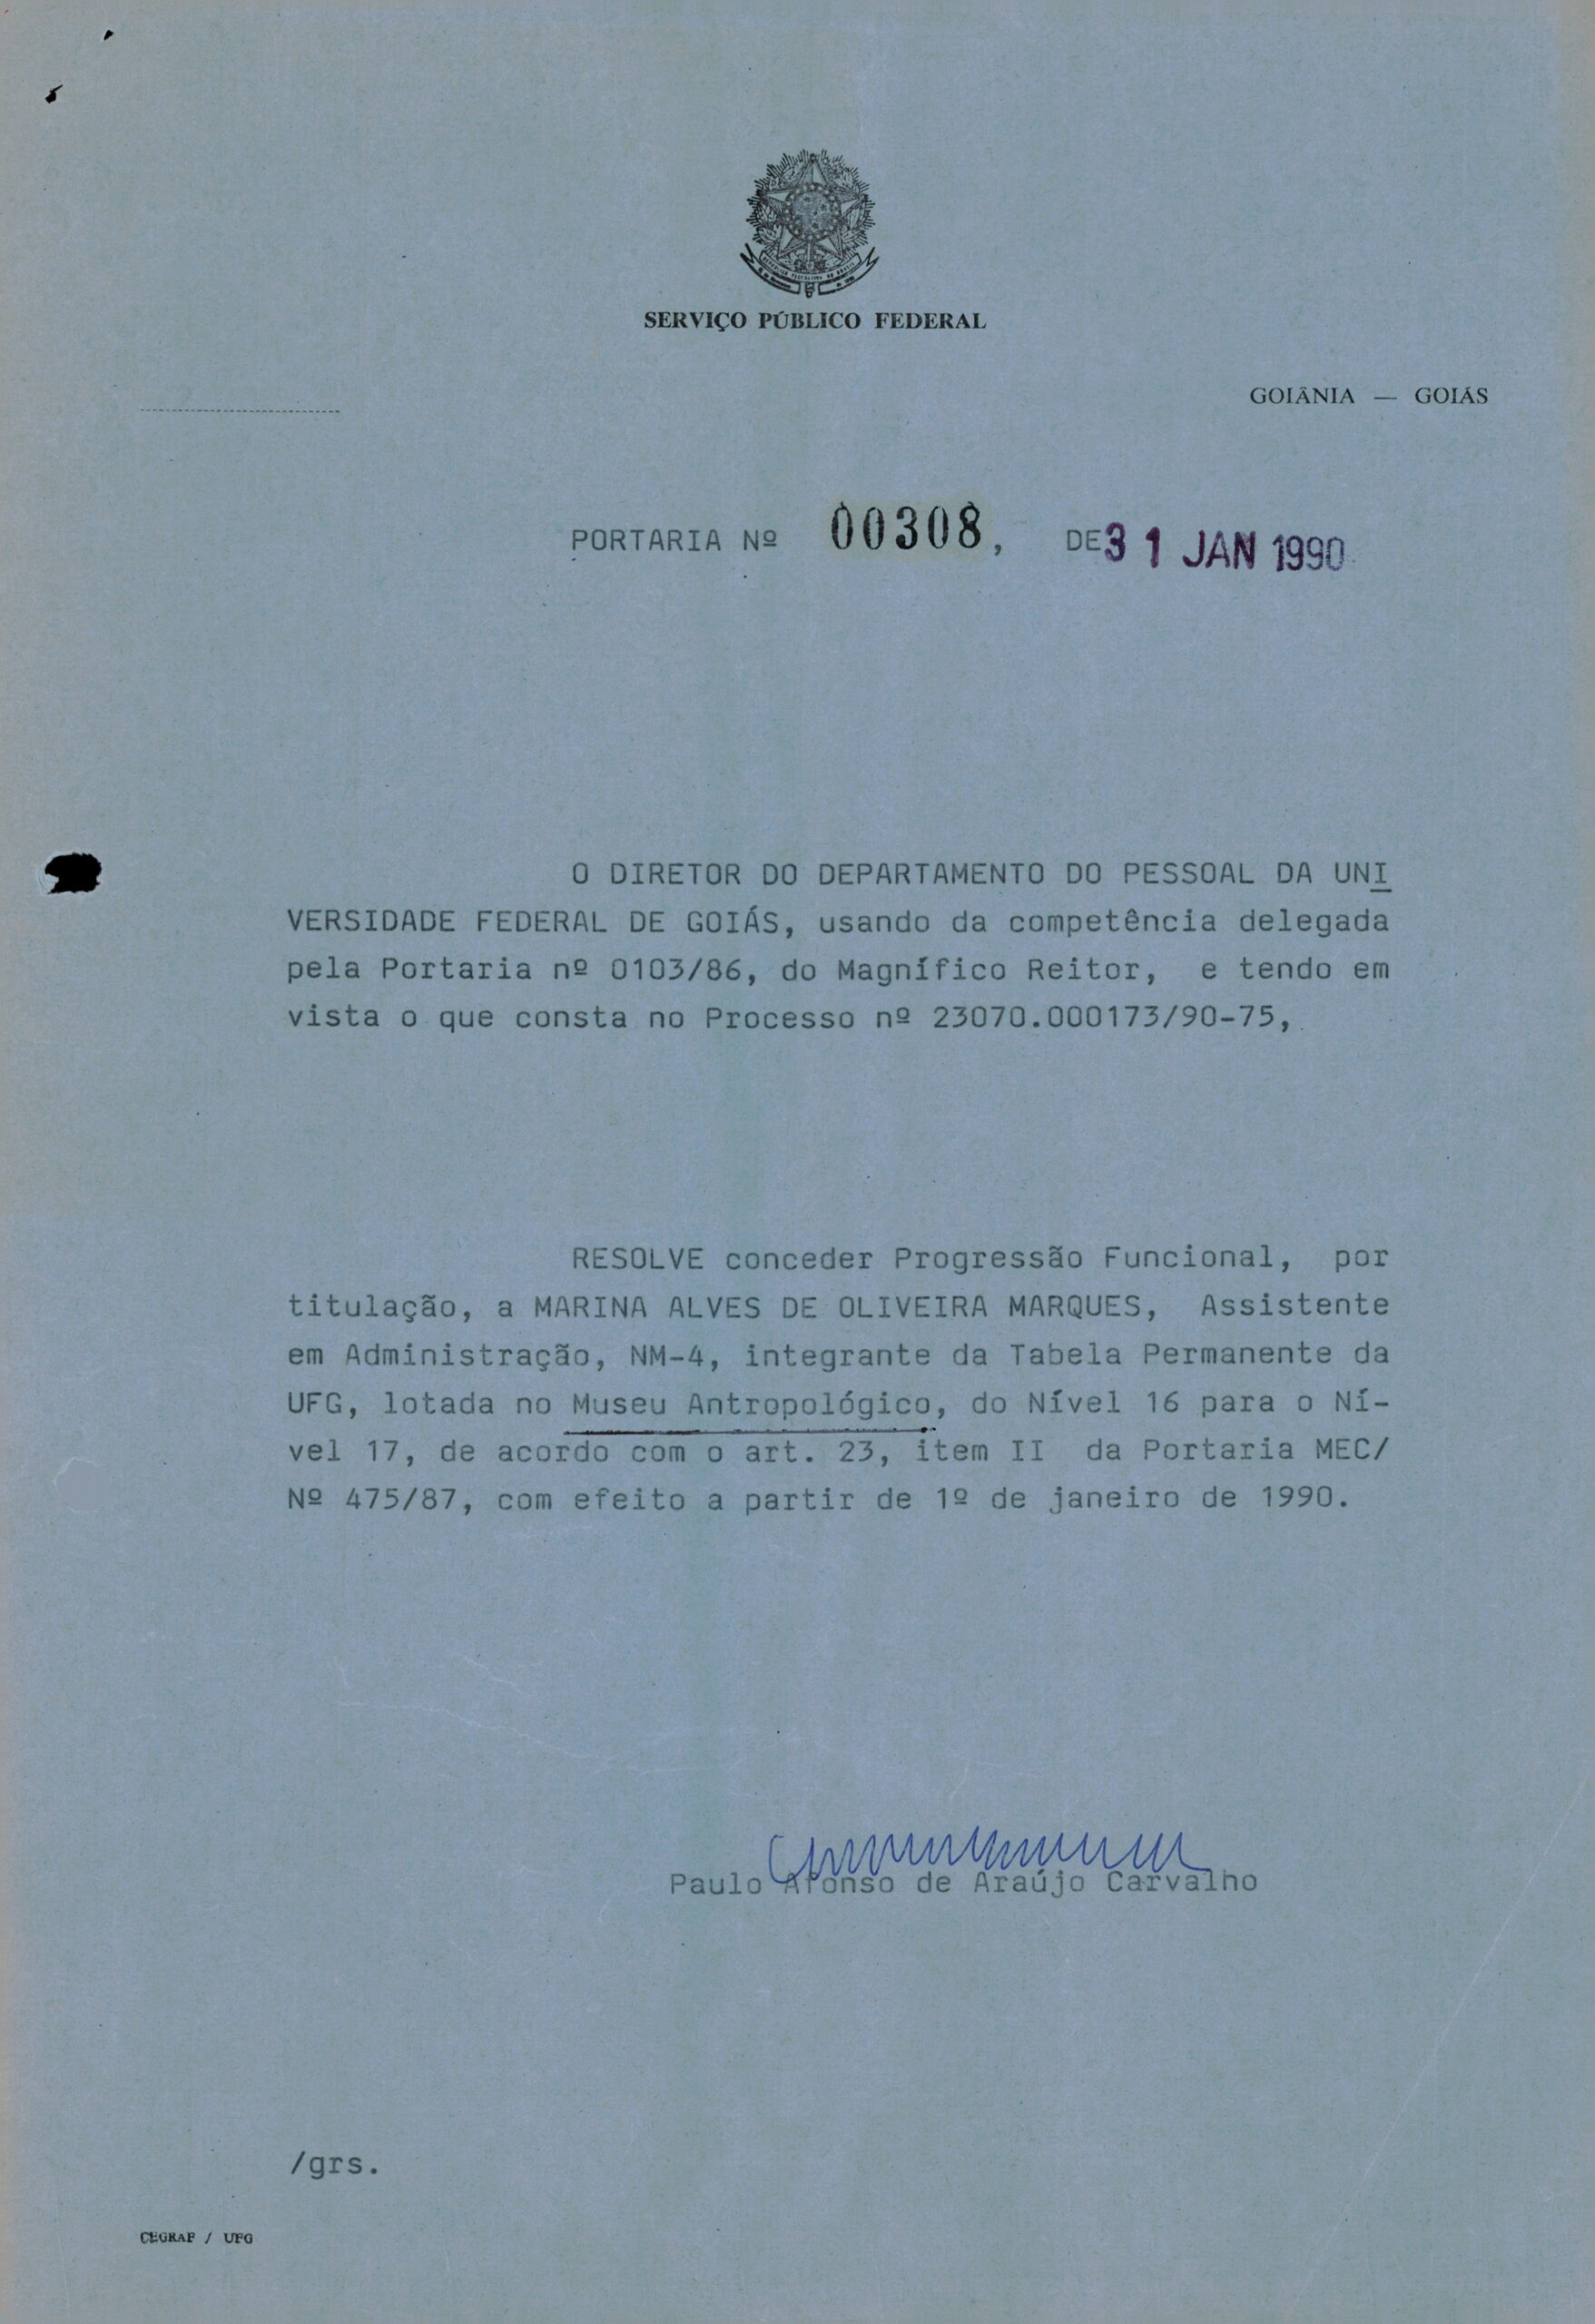 SERVIÇO PÚBLICO FEDERAL
GOIÂNIA — GOIÁS
PORTARIA Nº 00308, DE 31 JAN 1990
O DIRETOR DO DEPARTAMENTO DO PESSOAL DA UNI
VERSIDADE FEDERAL DE GOIÁS, usando da competência delegada
pela Portaria nº 0103/86, do Magnífico Reitor, e tendo em
vista o que consta no Processo nº 23070.000173/90-75,
RESOLVE conceder Progressão Funcional, por
titulação, a MARINA ALVES DE OLIVEIRA MARQUES, Assistente
em Administração, NM-4, integrante da Tabela Permanente da
UFG, lotada no Museu Antropológico, do Nível 16 para o Ní-
vel 17, de acordo com o art. 23, item II da Portaria MEC/
Nº 475/87, com efeito a partir de 1º de janeiro de 1990.
Paulo Afonso de Araújo Carvalho
/grs.
CEGRAF / UFG